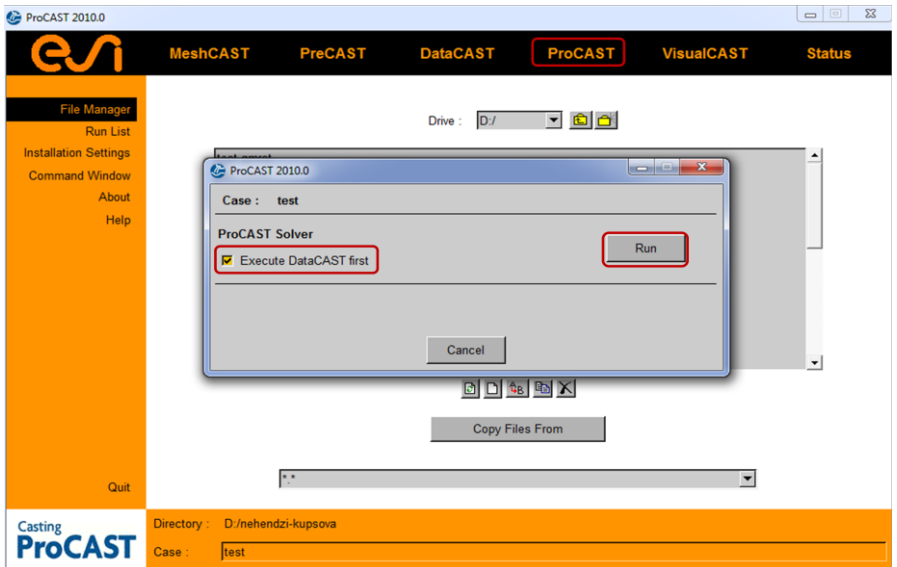 ProCAST 2010.0
esi
MeshCAST PreCAST DataCAST ProCAST VisualCAST Status
File Manager
Run List
Installation Settings
Command Window
About
Help
Quit
Drive : D:/
ProCAST 2010.0
Case : test
ProCAST Solver
Execute DataCAST first
Run
Cancel
Copy Files From
*.*
Casting
ProCAST
Directory : D:/nehendzi-kupsova
Case : test